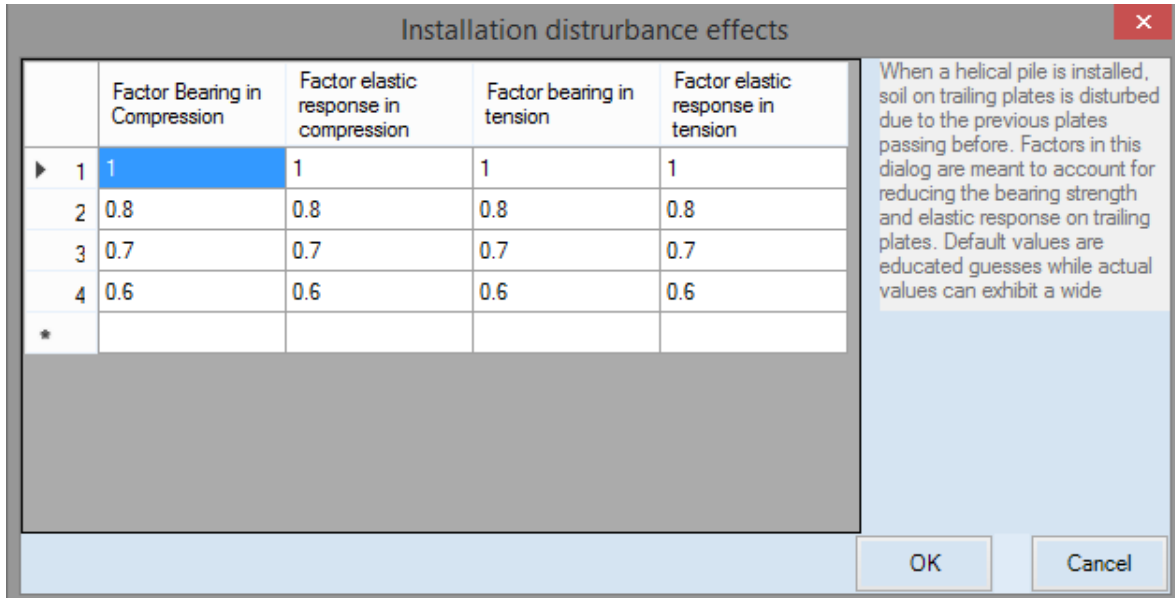 Installation distrurbance effects
×
Factor Bearing in
Compression
Factor elastic
response in
compression
Factor bearing in
tension
Factor elastic
response in
tension
1 1 1 1 1
2 0.8 0.8 0.8 0.8
3 0.7 0.7 0.7 0.7
4 0.6 0.6 0.6 0.6
*
When a helical pile is installed,
soil on trailing plates is disturbed
due to the previous plates
passing before. Factors in this
dialog are meant to account for
reducing the bearing strength
and elastic response on trailing
plates. Default values are
educated guesses while actual
values can exhibit a wide
OK
Cancel